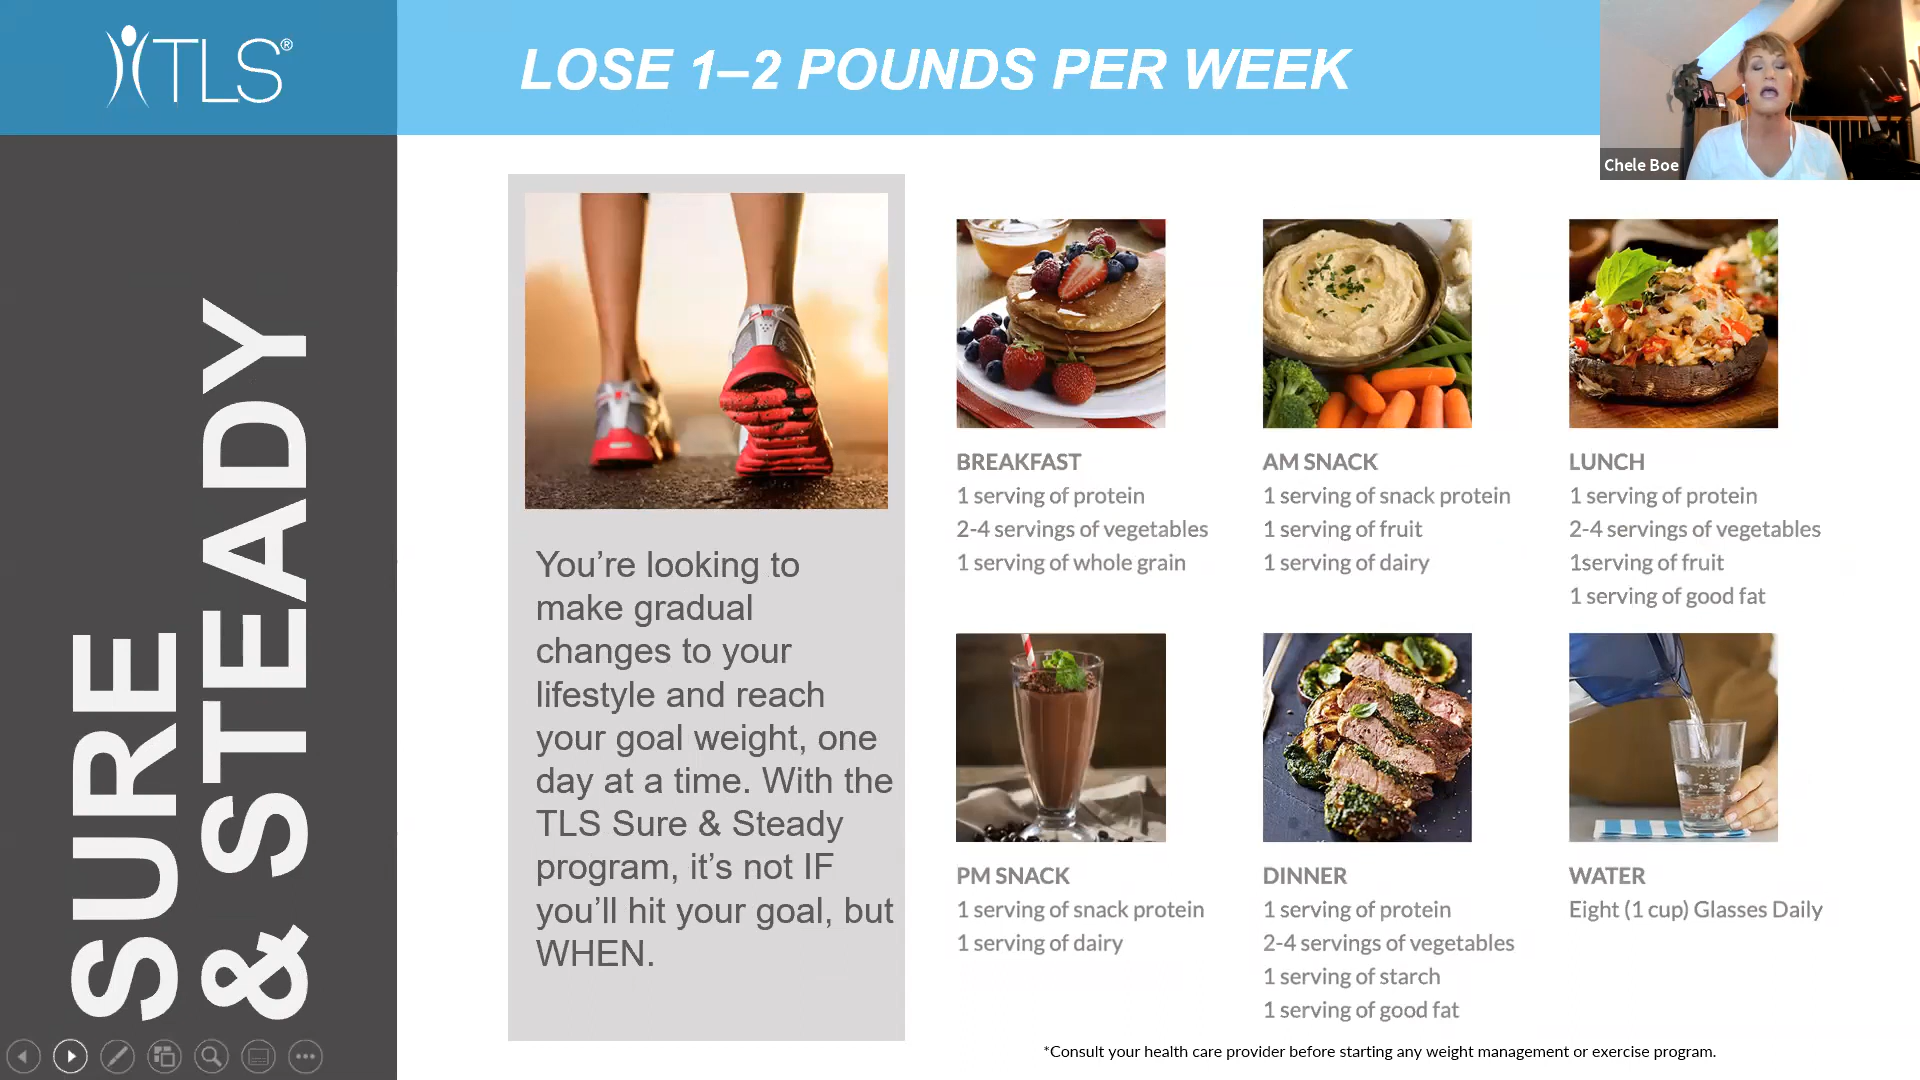 TLS®
LOSE 1–2 POUNDS PER WEEK
Chele Boe
SURE
& STEADY
You’re looking to
make gradual
changes to your
lifestyle and reach
your goal weight, one
day at a time. With the
TLS Sure & Steady
program, it’s not IF
you’ll hit your goal, but
WHEN.
BREAKFAST
1 serving of protein
2-4 servings of vegetables
1 serving of whole grain
AM SNACK
1 serving of snack protein
1 serving of fruit
1 serving of dairy
LUNCH
1 serving of protein
2-4 servings of vegetables
1serving of fruit
1 serving of good fat
PM SNACK
1 serving of snack protein
1 serving of dairy
DINNER
1 serving of protein
2-4 servings of vegetables
1 serving of starch
1 serving of good fat
WATER
Eight (1 cup) Glasses Daily
*Consult your health care provider before starting any weight management or exercise program.